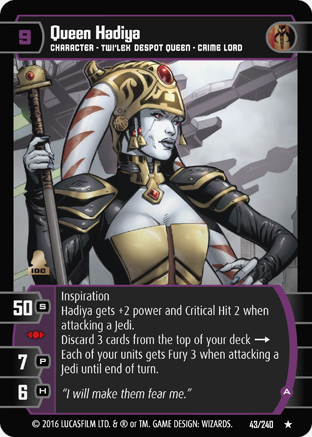 9 Queen Hadiya
CHARACTER - TWI'LEK DESPOT QUEEN - CRIME LORD
IDC
50 S
7 P
6 H
Inspiration
Hadiya gets +2 power and Critical Hit 2 when
attacking a Jedi.
Discard 3 cards from the top of your deck →
Each of your units gets Fury 3 when attacking a
Jedi until end of turn.
"I will make them fear me."
A
© 2016 LUCASFILM LTD. & ® or TM. GAME DESIGN: WIZARDS. 43/240 ★